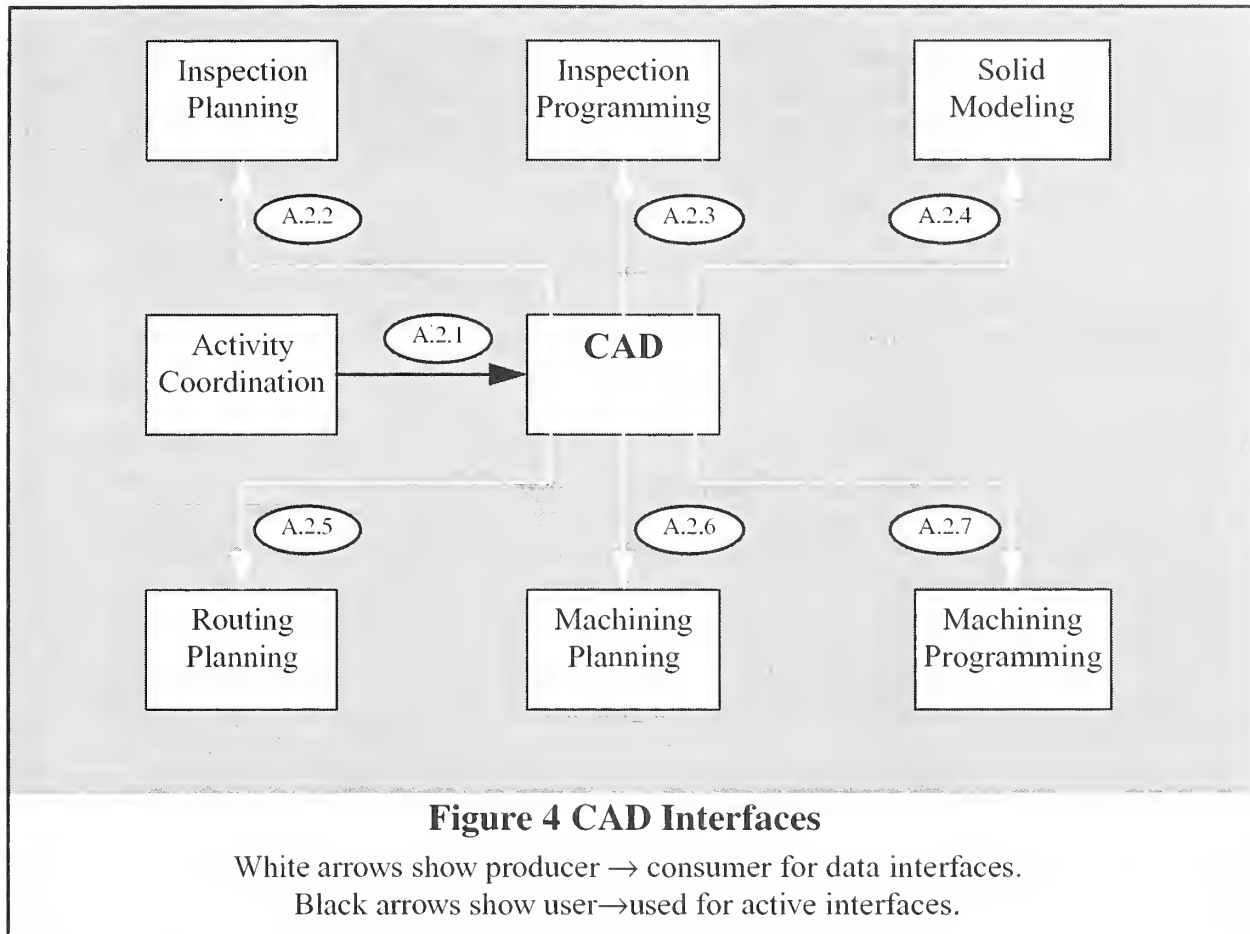 Inspection
Planning
Inspection
Programming
Solid
Modeling
A.2.2
A.2.3
A.2.4
Activity
Coordination
A.2.1
CAD
A.2.5
A.2.6
A.2.7
Routing
Planning
Machining
Planning
Machining
Programming
Figure 4 CAD Interfaces
White arrows show producer → consumer for data interfaces.
Black arrows show user→used for active interfaces.